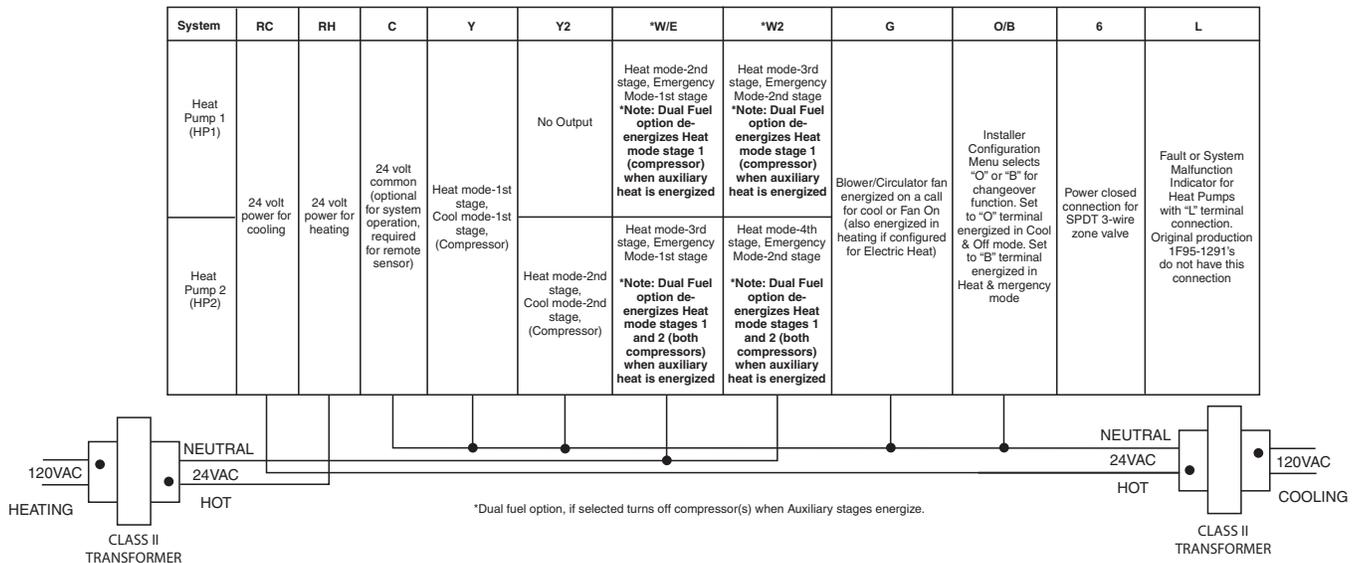 System RC RH C Y Y2 *W/E *W2 G O/B 6 L
Heat
Pump 1
(HP1)
24 volt
power for
cooling
24 volt
power for
heating
24 volt
common
(optional
for system
operation,
required
for remote
sensor)
Heat mode-1st
stage,
Cool mode-1st
stage,
(Compressor)
No Output
Heat mode-2nd
stage, Emergency
Mode-1st stage
*Note: Dual Fuel
option de-
energizes Heat
mode stage 1
(compressor)
when auxiliary
heat is energized
Heat mode-3rd
stage, Emergency
Mode-2nd stage
*Note: Dual Fuel
option de-
energizes Heat
mode stage 1
(compressor)
when auxiliary
heat is energized
Blower/Circulator fan
energized on a call
for cool or Fan On
(also energized in
heating if configured
for Electric Heat)
Installer
Configuration
Menu selects
“O” or “B” for
changeover
function. Set
to “O” terminal
energized in Cool
& Off mode. Set
to “B” terminal
energized in
Heat & mergency
mode
Power closed
connection for
SPDT 3-wire
zone valve
Fault or System
Malfunction
Indicator for
Heat Pumps
with “L” terminal
connection.
Original production
1F95-1291’s
do not have this
connection
Heat
Pump 2
(HP2)
Heat mode-2nd
stage,
Cool mode-2nd
stage,
(Compressor)
Heat mode-3rd
stage, Emergency
Mode-1st stage
*Note: Dual Fuel
option de-
energizes Heat
mode stages 1
and 2 (both
compressors)
when auxiliary
heat is energized
Heat mode-4th
stage, Emergency
Mode-2nd stage
*Note: Dual Fuel
option de-
energizes Heat
mode stages 1
and 2 (both
compressors)
when auxiliary
heat is energized
120VAC
HEATING
NEUTRAL
24VAC
HOT
CLASS II
TRANSFORMER
*Dual fuel option, if selected turns off compressor(s) when Auxiliary stages energize.
NEUTRAL
24VAC
HOT
120VAC
COOLING
CLASS II
TRANSFORMER